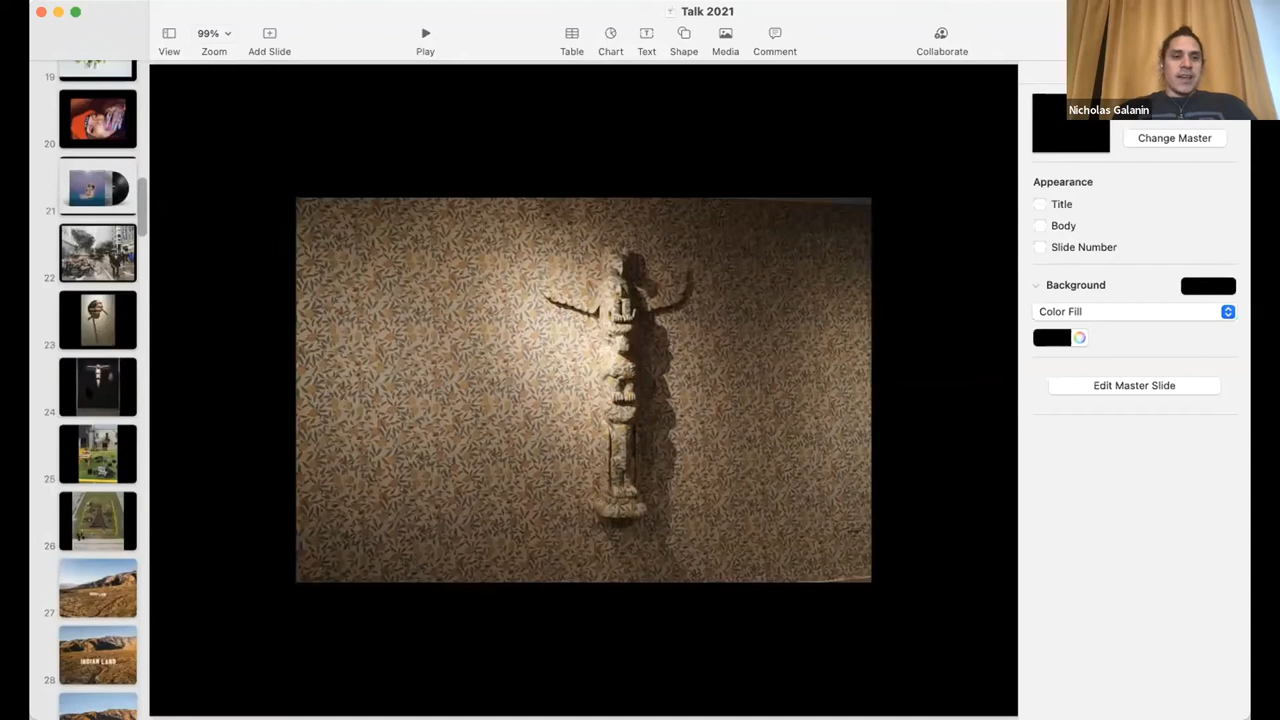 Talk 2021
View
99%
Zoom
Add Slide
Play
Table
Chart
Text
Shape
Media
Comment
Collaborate
Nicholas Galanin
19
20
21
22
23
24
25
26
27
28
INDIAN LAND
Change Master
Appearance
Title
Body
Slide Number
Background
Color Fill
Edit Master Slide